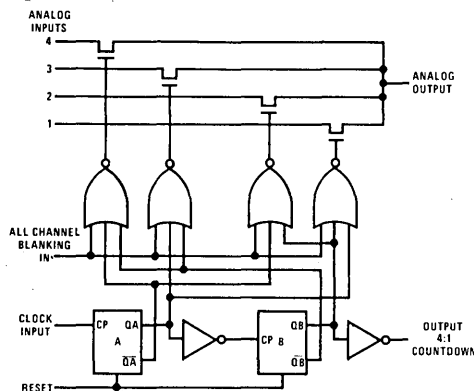 ANALOG
INPUTS
4
3
2
1
ANALOG
OUTPUT
ALL CHANNEL
BLANKING
IN
CLOCK
INPUT
CP QA
A
QA
CP B QB
QB
OUTPUT
4:1
COUNTDOWN
RESET